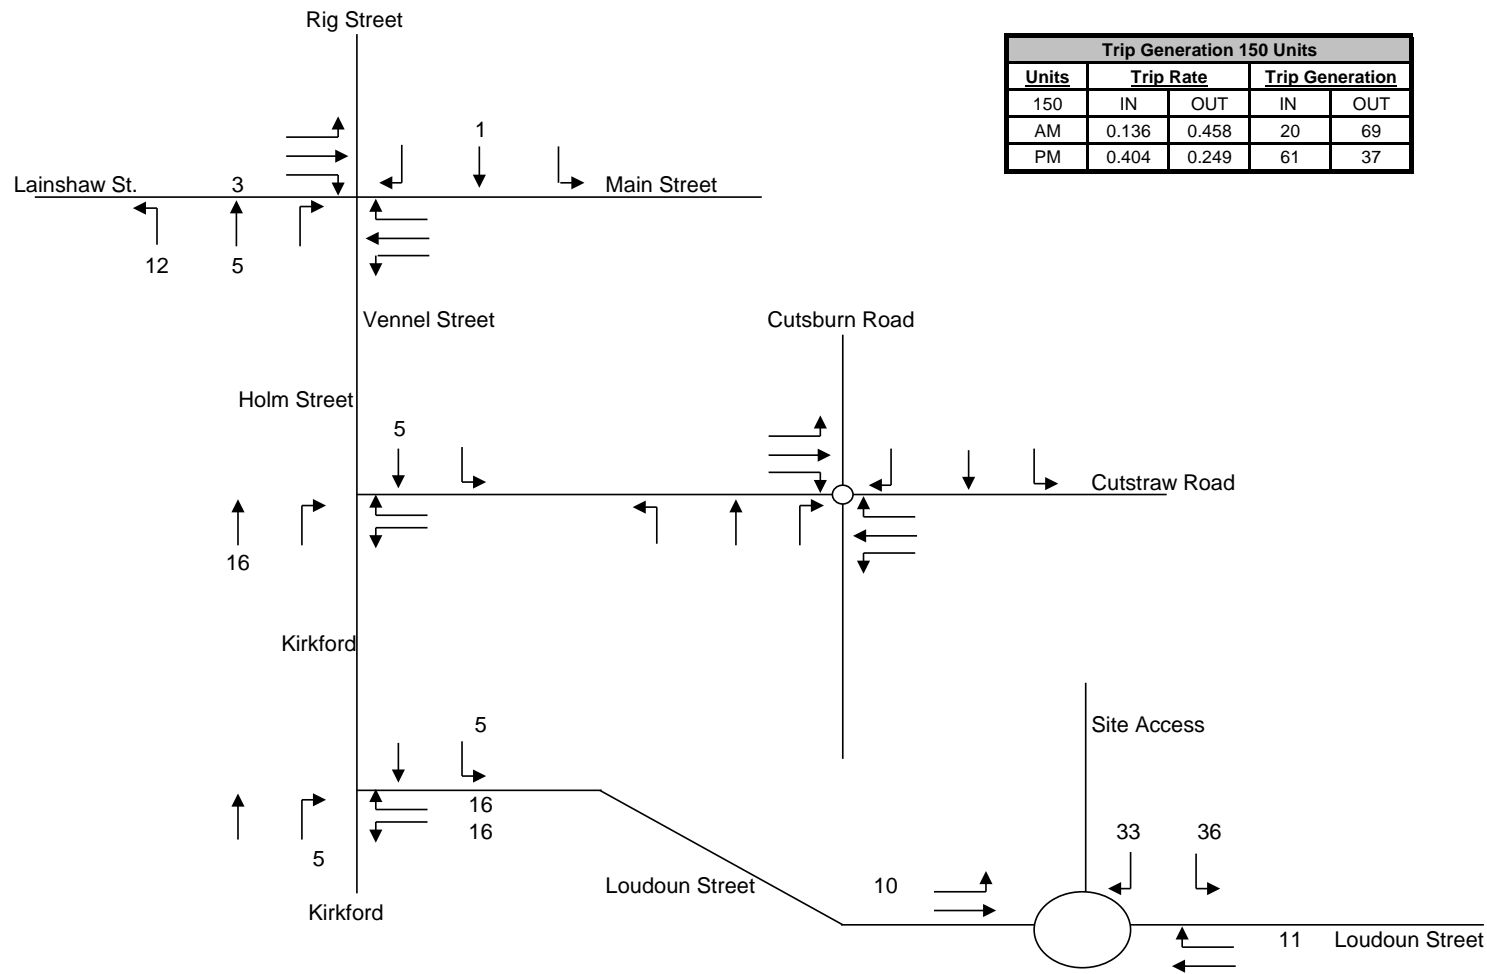 Rig Street
Trip Generation 150 Units
Units Trip Rate Trip Generation
150 IN OUT IN OUT
AM 0.136 0.458 20 69
PM 0.404 0.249 61 37
1
Lainshaw St. 3 Main Street
12 5
Vennel Street Cutsburn Road
Holm Street
5
Cutstraw Road
16
Kirkford
5 Site Access
16
16 33 36
5
Loudoun Street 10
Kirkford
11 Loudoun Street